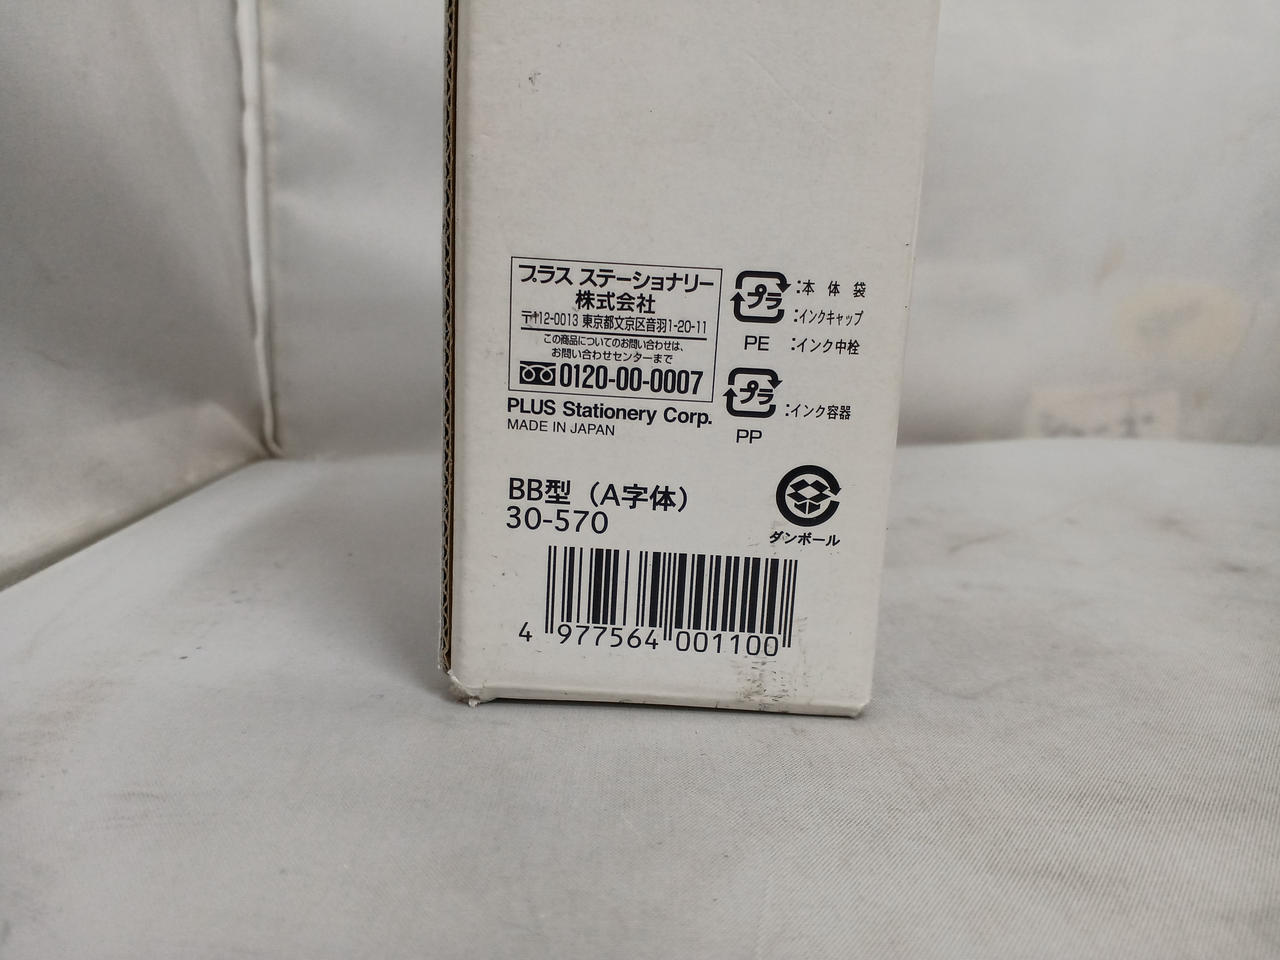 プラス ステーショナリー
株式会社
〒112-0013 東京都文京区音羽1-20-11
この商品についてのお問い合わせは、
お問い合わせセンターまで
0120-00-0007
PLUS Stationery Corp.
MADE IN JAPAN
プラ :本体袋
:インクキャップ
PE :インク中栓
プラ :インク容器
PP
BB型（A字体）
30-570
ダンボール
4 977564 001100